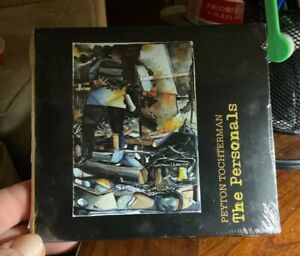 PRIORITY
MAIL
PEYTON TOCHTERMAN
The Personals